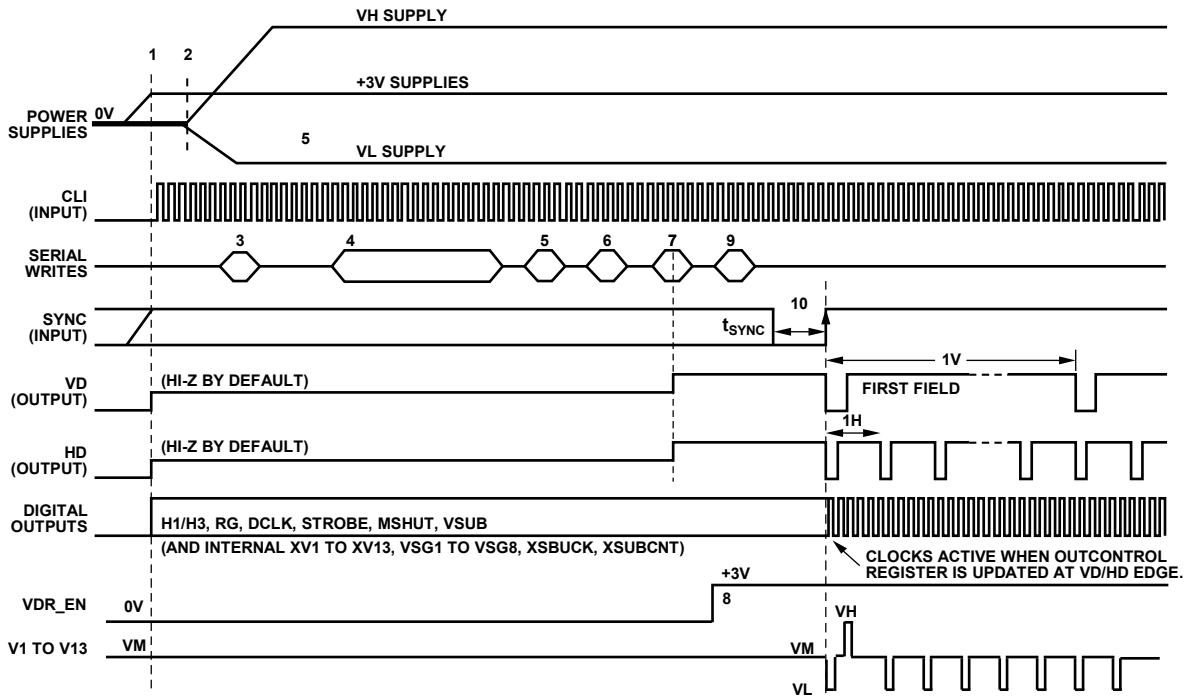 VH SUPPLY
1
2
+3V SUPPLIES
POWER
SUPPLIES
0V
5
VL SUPPLY
CLI
(INPUT)
SERIAL
WRITES
3
4
5
6
7
9
SYNC
(INPUT)
tSYNC
10
1V
VD
(OUTPUT)
(HI-Z BY DEFAULT)
FIRST FIELD
1H
HD
(OUTPUT)
(HI-Z BY DEFAULT)
DIGITAL
OUTPUTS
H1/H3, RG, DCLK, STROBE, MSHUT, VSUB
(AND INTERNAL XV1 TO XV13, VSG1 TO VSG8, XSBUCK, XSUBCNT)
CLOCKS ACTIVE WHEN OUTCONTROL
REGISTER IS UPDATED AT VD/HD EDGE.
+3V
VDR_EN
0V
8
VH
V1 TO V13
VM
VM
VL